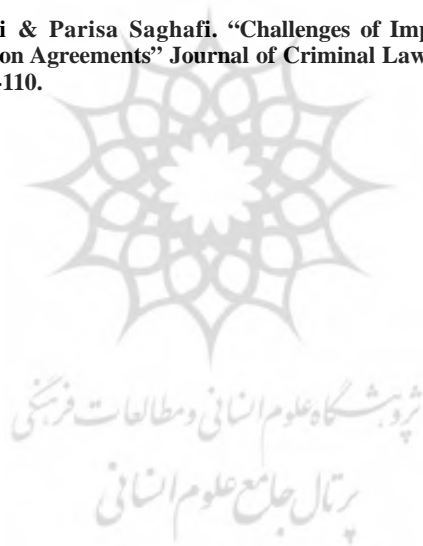 i & Parisa Saghafi. “Challenges of Imp
on Agreements” Journal of Criminal Law
-110.
پژوهشگاه علوم انسانی و مطالعات فرهنگی
پرتال جامع علوم انسانی